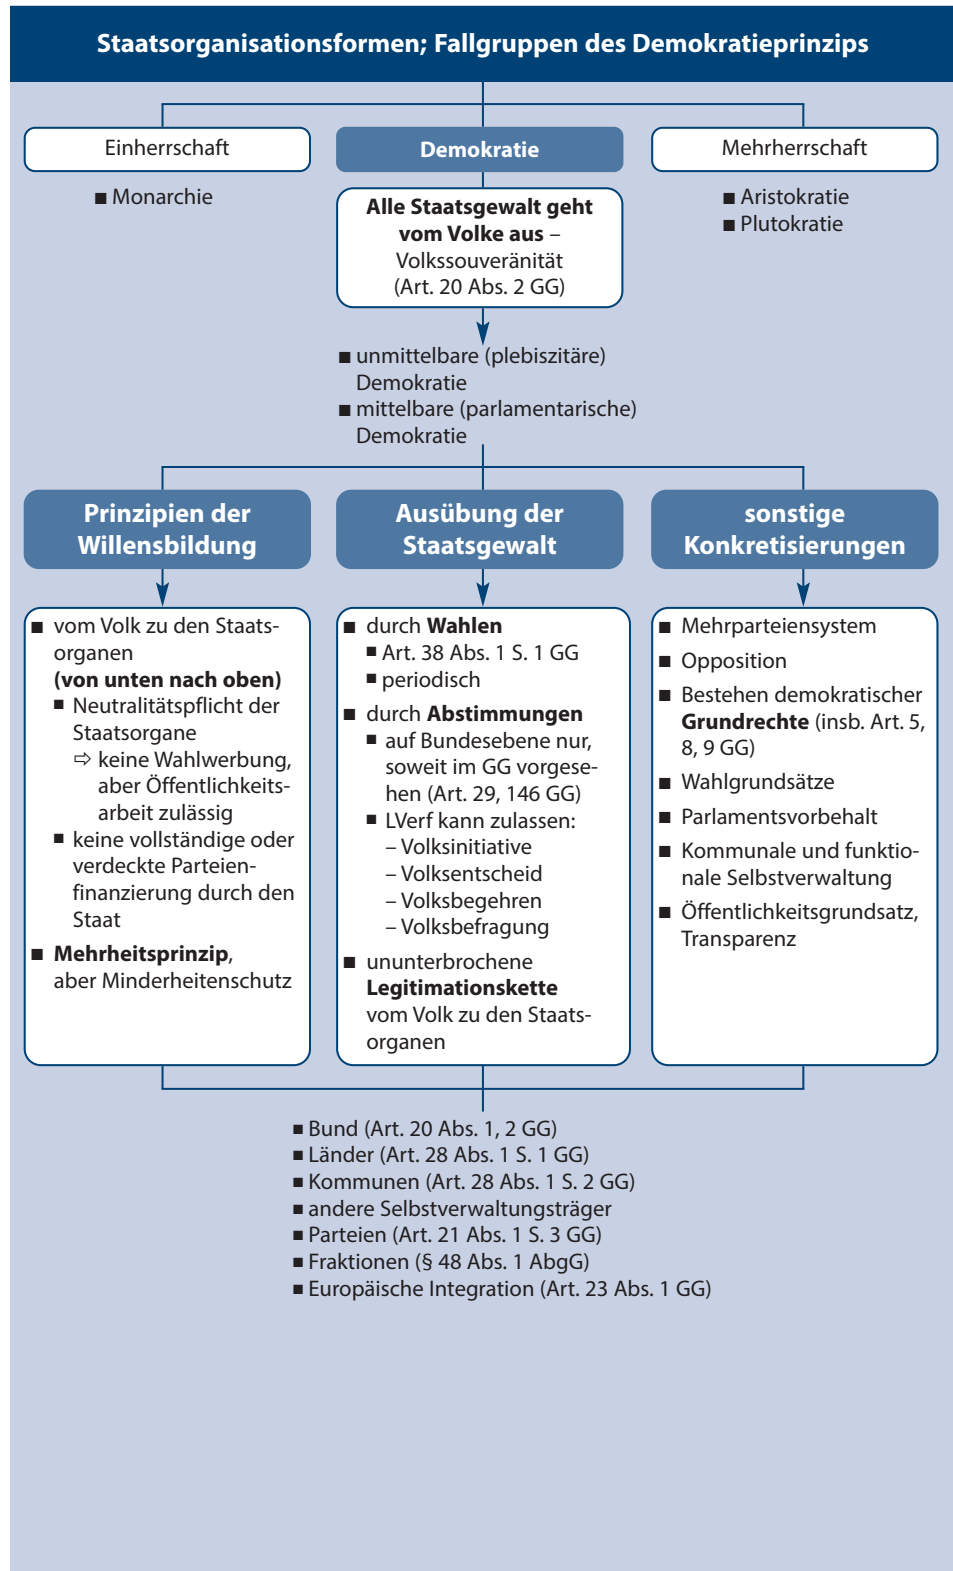 Staatsorganisationsformen; Fallgruppen des Demokratieprinzips
Einherrschaft
■ Monarchie
Demokratie
Alle Staatsgewalt geht
vom Volke aus –
Volkssouveränität
(Art. 20 Abs. 2 GG)
Mehrherrschaft
■ Aristokratie
■ Plutokratie
■ unmittelbare (plebiszitäre)
Demokratie
■ mittelbare (parlamentarische)
Demokratie
Prinzipien der
Willensbildung
■ vom Volk zu den Staats-
organen
(von unten nach oben)
■ Neutralitätspflicht der
Staatsorgane
⇨ keine Wahlwerbung,
aber Öffentlichkeits-
arbeit zulässig
■ keine vollständige oder
verdeckte Parteien-
finanzierung durch den
Staat
■ Mehrheitsprinzip,
aber Minderheitenschutz
Ausübung der
Staatsgewalt
■ durch Wahlen
■ Art. 38 Abs. 1 S. 1 GG
■ periodisch
■ durch Abstimmungen
■ auf Bundesebene nur,
soweit im GG vorgese-
hen (Art. 29, 146 GG)
■ LVerf kann zulassen:
– Volksinitiative
– Volksentscheid
– Volksbegehren
– Volksbefragung
■ ununterbrochene
Legitimationskette
vom Volk zu den Staats-
organen
sonstige
Konkretisierungen
■ Mehrparteiensystem
■ Opposition
■ Bestehen demokratischer
Grundrechte (insb. Art. 5,
8, 9 GG)
■ Wahlgrundsätze
■ Parlamentsvorbehalt
■ Kommunale und funktio-
nale Selbstverwaltung
■ Öffentlichkeitsgrundsatz,
Transparenz
■ Bund (Art. 20 Abs. 1, 2 GG)
■ Länder (Art. 28 Abs. 1 S. 1 GG)
■ Kommunen (Art. 28 Abs. 1 S. 2 GG)
■ andere Selbstverwaltungsträger
■ Parteien (Art. 21 Abs. 1 S. 3 GG)
■ Fraktionen (§ 48 Abs. 1 AbgG)
■ Europäische Integration (Art. 23 Abs. 1 GG)